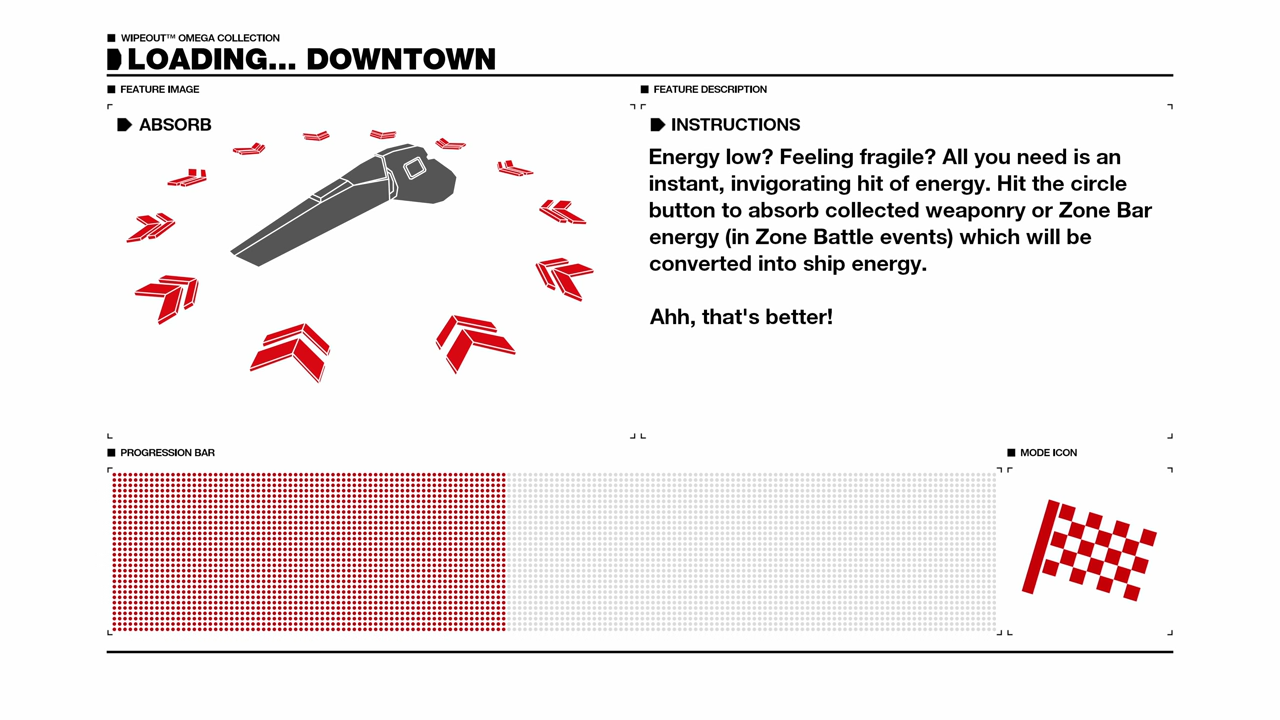 WIPEOUT™ OMEGA COLLECTION
LOADING... DOWNTOWN
FEATURE IMAGE
ABSORB
FEATURE DESCRIPTION
INSTRUCTIONS
Energy low? Feeling fragile? All you need is an
instant, invigorating hit of energy. Hit the circle
button to absorb collected weaponry or Zone Bar
energy (in Zone Battle events) which will be
converted into ship energy.
Ahh, that's better!
PROGRESSION BAR
MODE ICON